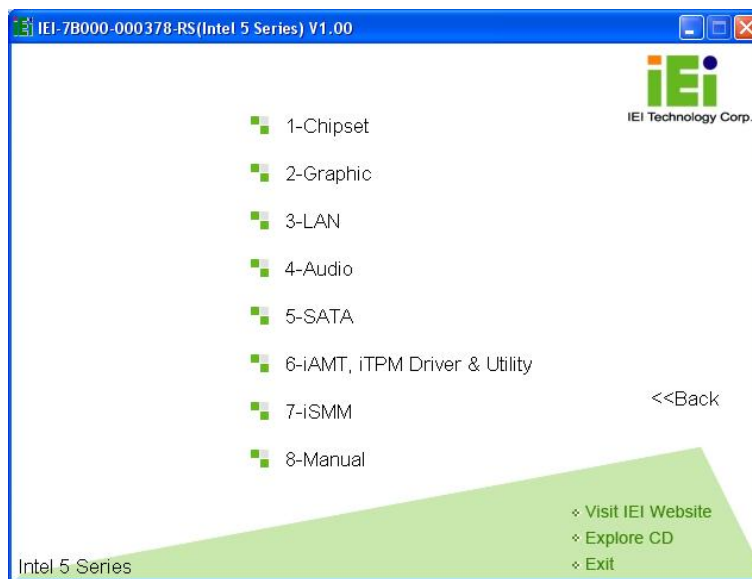 IEI-7B000-000378-RS(Intel 5 Series) V1.00
iEi
IEI Technology Corp.
1-Chipset
2-Graphic
3-LAN
4-Audio
5-SATA
6-iAMT, iTPM Driver & Utility
7-iSMM
8-Manual
<<Back
Visit IEI Website
Explore CD
Exit
Intel 5 Series